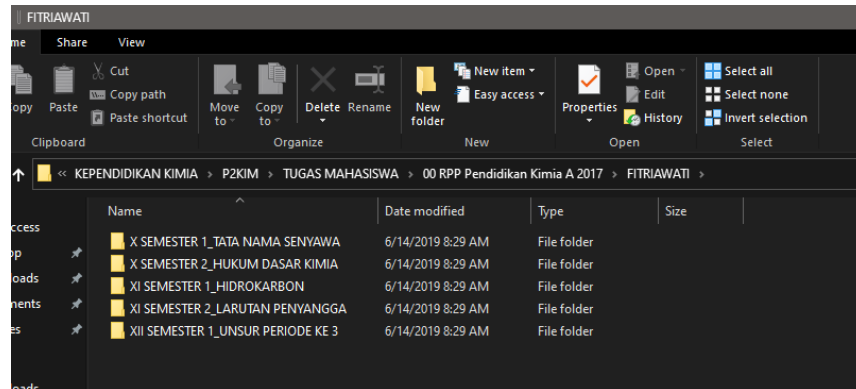 FITRIAWATI
me Share View
Cut
Copy path
Paste shortcut
opy Paste
Move to
Copy to
Delete Rename
New folder
New item
Easy access
Properties
Open
Edit
History
Select all
Select none
Invert selection
Clipboard Organize New Open Select
« KEPENDIDIKAN KIMIA > P2KIM > TUGAS MAHASISWA > 00 RPP Pendidikan Kimia A 2017 > FITRIAWATI >
Name Date modified Type Size
ccess
op
loads
ments
es
oads
X SEMESTER 1_TATA NAMA SENYAWA 6/14/2019 8:29 AM File folder
X SEMESTER 2_HUKUM DASAR KIMIA 6/14/2019 8:29 AM File folder
XI SEMESTER 1_HIDROKARBON 6/14/2019 8:29 AM File folder
XI SEMESTER 2_LARUTAN PENYANGGA 6/14/2019 8:29 AM File folder
XII SEMESTER 1_UNSUR PERIODE KE 3 6/14/2019 8:29 AM File folder